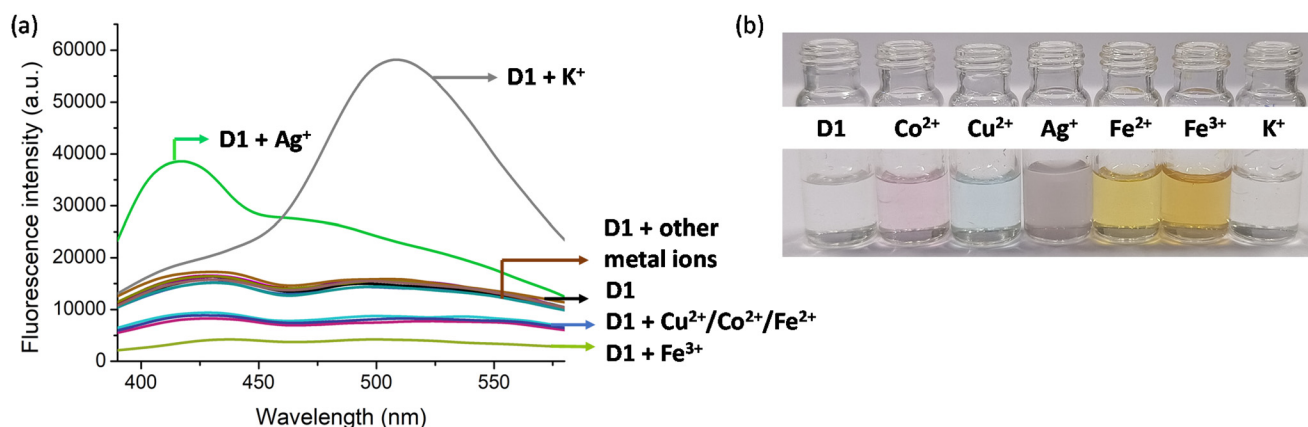 (a)
60000
50000
40000
30000
20000
10000
0
Fluorescence intensity (a.u.)
400
450
500
550
Wavelength (nm)
D1 + K⁺
D1 + Ag⁺
D1 + other
metal ions
D1
D1 + Cu²⁺/Co²⁺/Fe²⁺
D1 + Fe³⁺
(b)
D1 Co²⁺ Cu²⁺ Ag⁺ Fe²⁺ Fe³⁺ K⁺